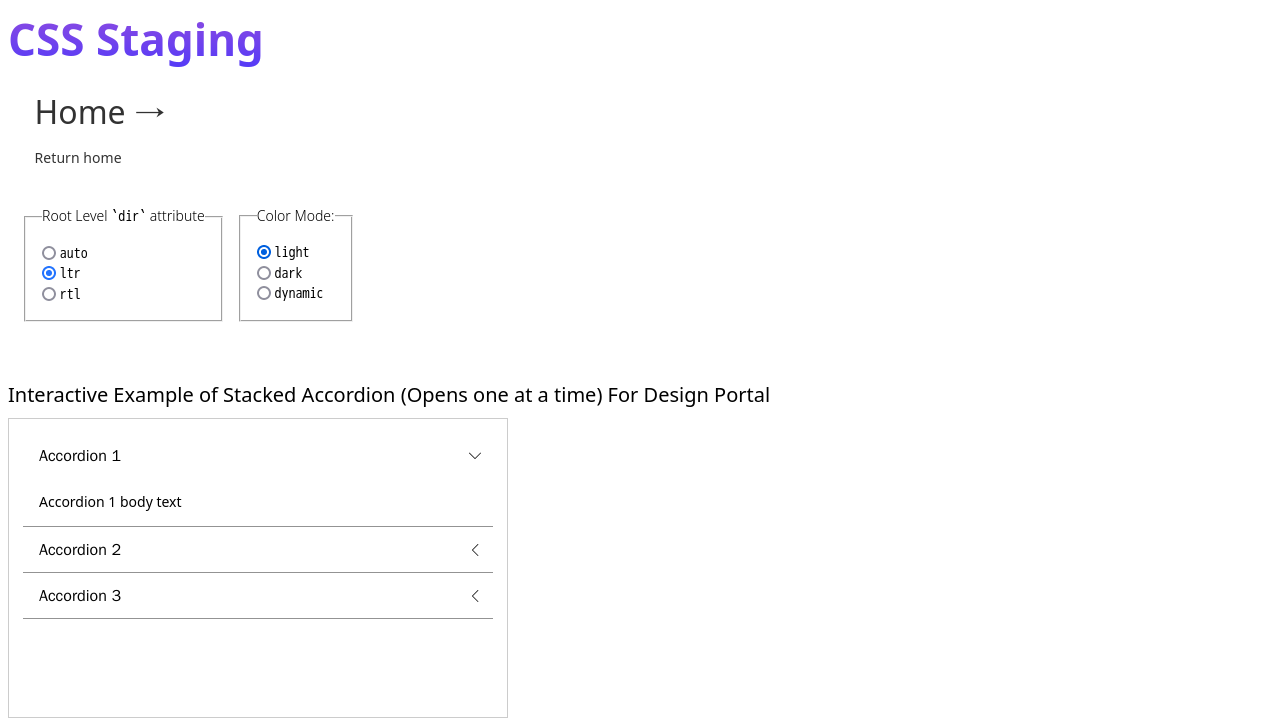 CSS Staging
Home →
Return home
Root Level `dir` attribute
auto
ltr
rtl
Color Mode:
light
dark
dynamic
Interactive Example of Stacked Accordion (Opens one at a time) For Design Portal
Accordion 1
Accordion 1 body text
Accordion 2
Accordion 3